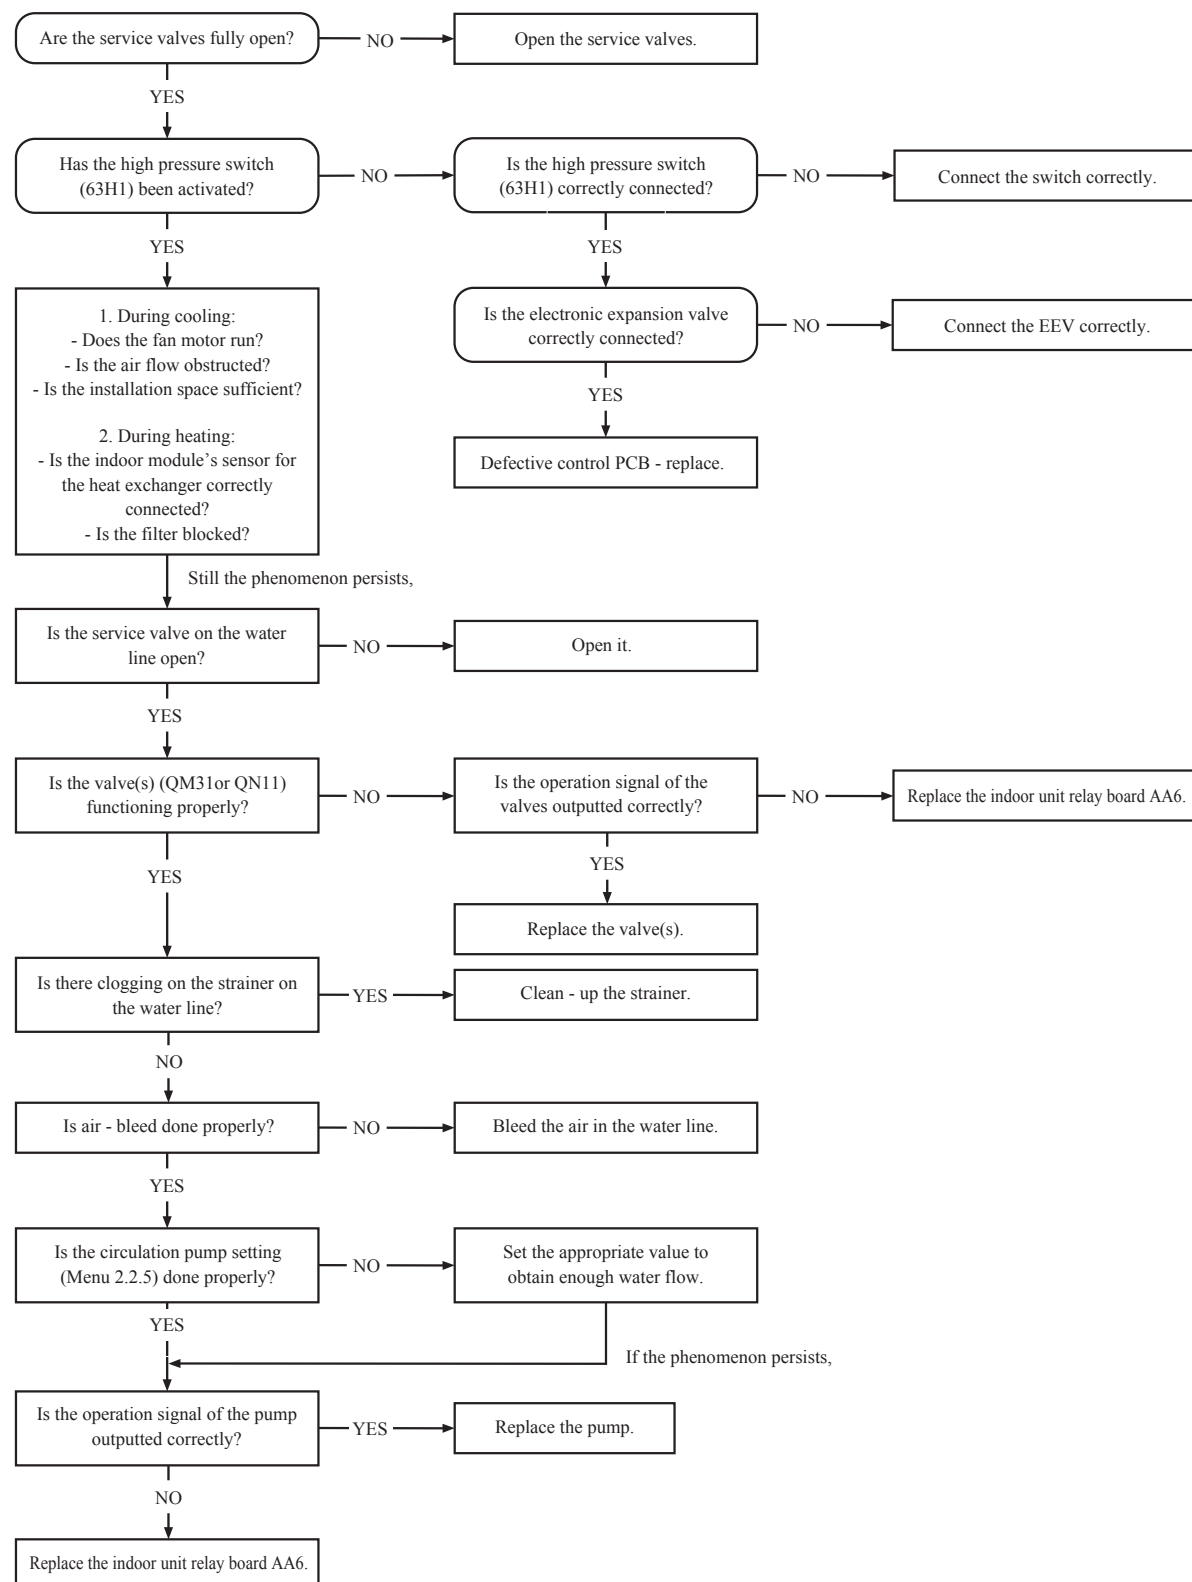 Are the service valves fully open?
NO
Open the service valves.
YES
Has the high pressure switch
(63H1) been activated?
NO
Is the high pressure switch
(63H1) correctly connected?
NO
Connect the switch correctly.
YES
YES
1. During cooling:
- Does the fan motor run?
- Is the air flow obstructed?
- Is the installation space sufficient?
2. During heating:
- Is the indoor module's sensor for
the heat exchanger correctly
connected?
- Is the filter blocked?
Is the electronic expansion valve
correctly connected?
NO
Connect the EEV correctly.
YES
Defective control PCB - replace.
Still the phenomenon persists,
Is the service valve on the water
line open?
NO
Open it.
YES
Is the valve(s) (QM31or QN11)
functioning properly?
NO
Is the operation signal of the
valves outputted correctly?
NO
Replace the indoor unit relay board AA6.
YES
YES
Replace the valve(s).
Is there clogging on the strainer on
the water line?
YES
Clean - up the strainer.
NO
Is air - bleed done properly?
NO
Bleed the air in the water line.
YES
Is the circulation pump setting
(Menu 2.2.5) done properly?
NO
Set the appropriate value to
obtain enough water flow.
YES
If the phenomenon persists,
Is the operation signal of the pump
outputted correctly?
YES
Replace the pump.
NO
Replace the indoor unit relay board AA6.